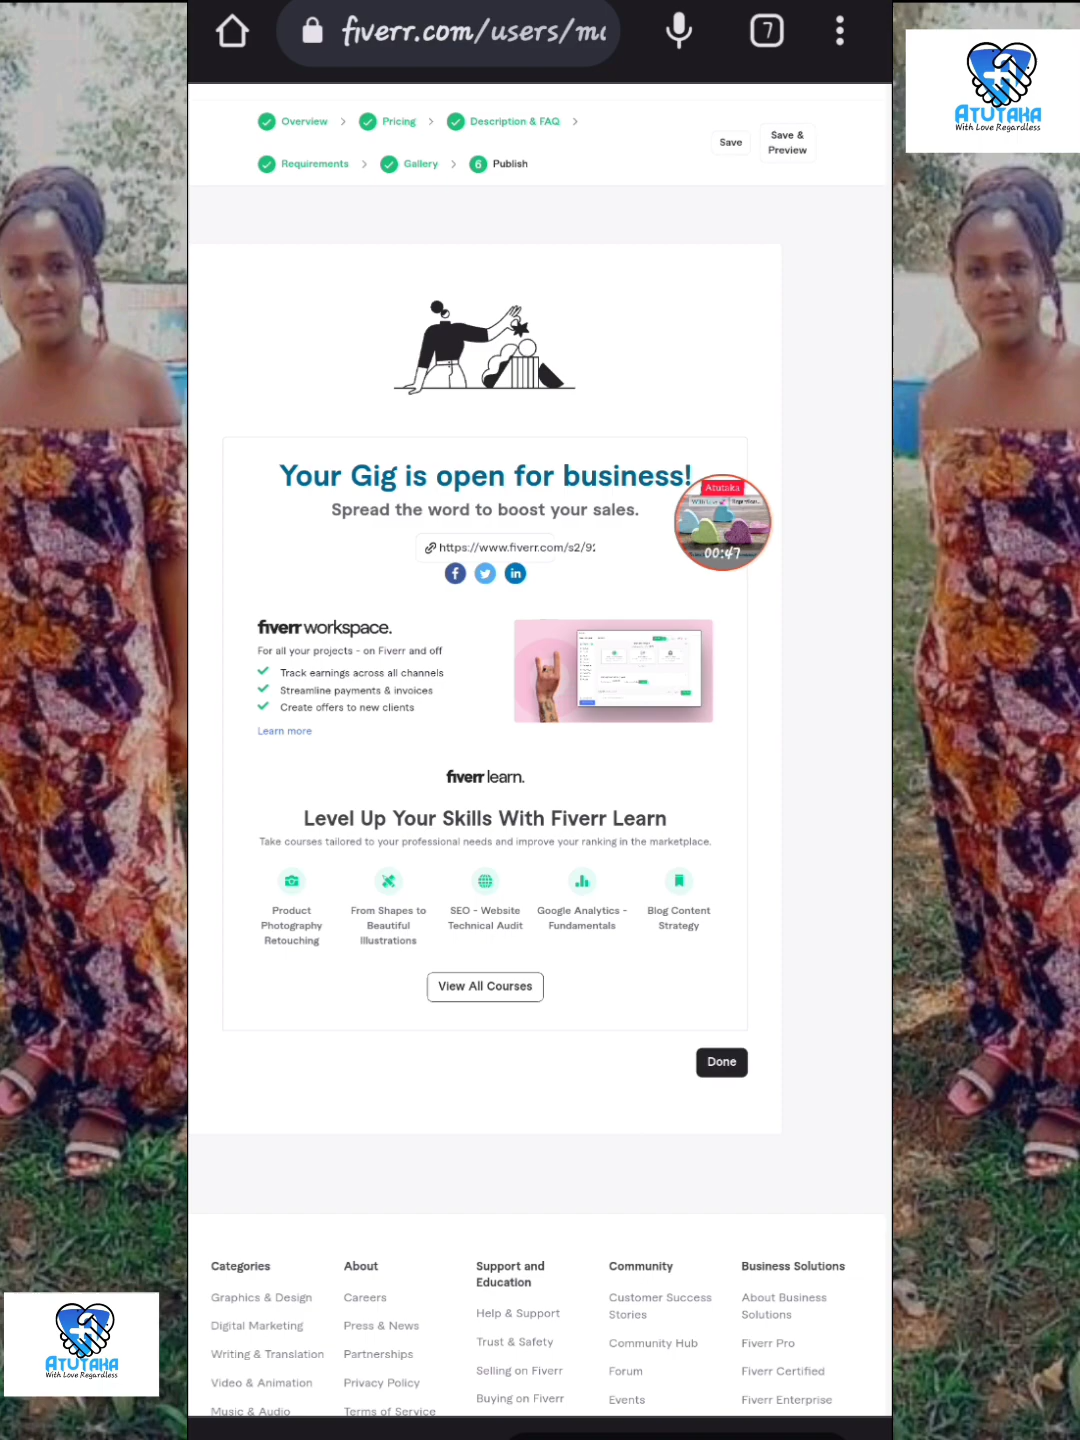 fiverr.com/users/
7
ATUTAKA
With Love Regardless
Overview
Pricing
Description & FAQ
Save
Save &
Preview
Requirements
Gallery
6
Publish
Your Gig is open for business!
Atutaka
Spread the word to boost your sales.
https://www.fiverr.com/s2/92
00:47
fiverr workspace.
For all your projects - on Fiverr and off
Track earnings across all channels
Streamline payments & invoices
Create offers to new clients
Learn more
fiverr learn.
Level Up Your Skills With Fiverr Learn
Take courses tailored to your professional needs and improve your ranking in the marketplace.
Product
Photography
Retouching
From Shapes to
Beautiful
Illustrations
SEO - Website
Technical Audit
Google Analytics -
Fundamentals
Blog Content
Strategy
View All Courses
Done
Categories
Graphics & Design
Digital Marketing
Writing & Translation
Video & Animation
Music & Audio
About
Careers
Press & News
Partnerships
Privacy Policy
Terms of Service
Support and
Education
Help & Support
Trust & Safety
Selling on Fiverr
Buying on Fiverr
Community
Customer Success
Stories
Community Hub
Forum
Events
Business Solutions
About Business
Solutions
Fiverr Pro
Fiverr Certified
Fiverr Enterprise
ATUTAKA
With Love Regardless